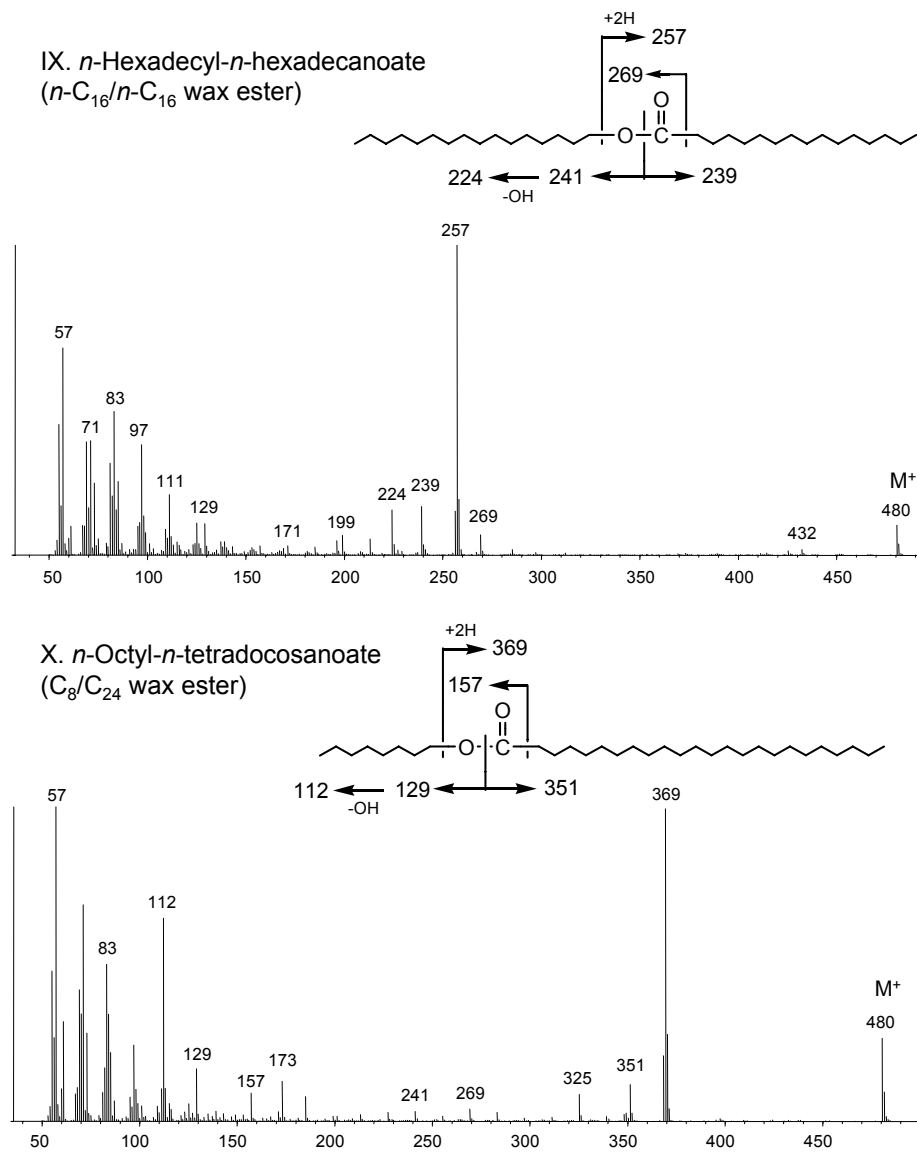 IX. n-Hexadecyl-n-hexadecanoate
(n-C₁₆/n-C₁₆ wax ester)
+2H
257
269
O
O C
224 241 239
-OH
257
57
83
71
97
111
129
171
199
224
239
269
432
M⁺
480
50 100 150 200 250 300 350 400 450
X. n-Octyl-n-tetradocosanoate
(C₈/C₂₄ wax ester)
+2H
369
157
O
O C
112 129 351
-OH
57
83
112
129
157
173
241
269
325
351
369
M⁺
480
50 100 150 200 250 300 350 400 450